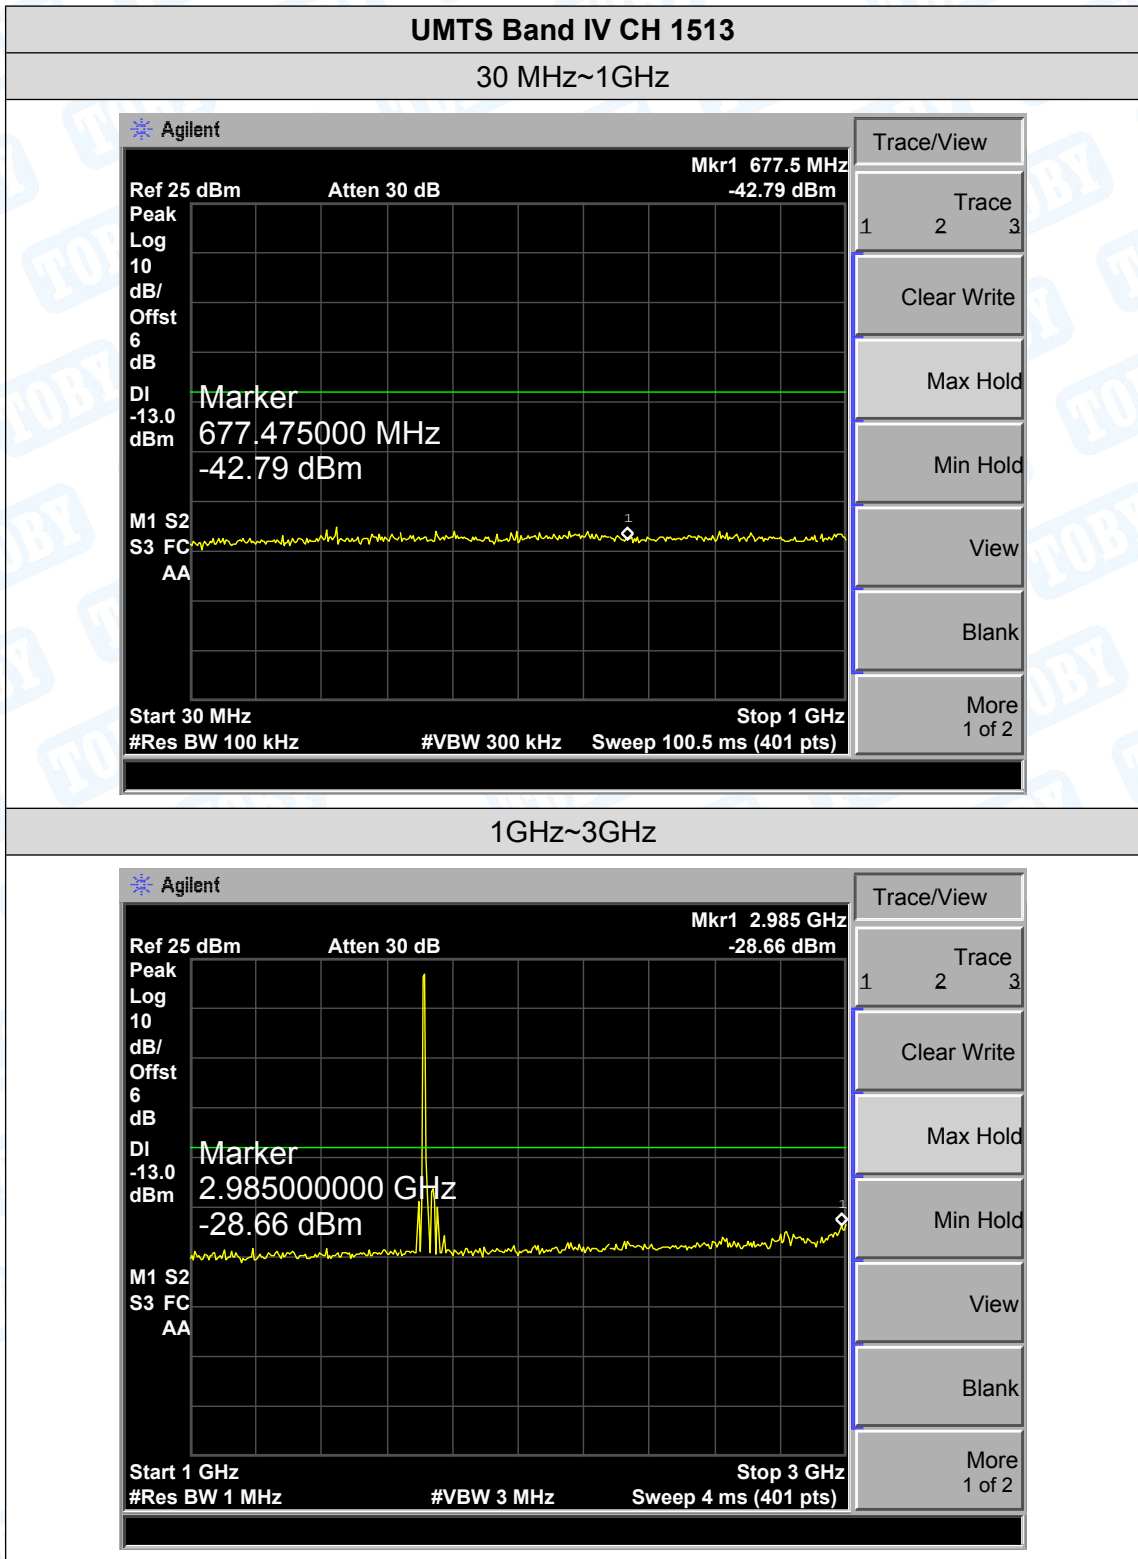 UMTS Band IV CH 1513
30 MHz~1GHz
Agilent
Trace/View
Mkr1 677.5 MHz
Ref 25 dBm Atten 30 dB -42.79 dBm
Peak
Log
10
dB/
Offst
6
dB
DI
-13.0
dBm
Marker
677.475000 MHz
-42.79 dBm
1
M1 S2
S3 FC
AA
Start 30 MHz Stop 1 GHz
#Res BW 100 kHz #VBW 300 kHz Sweep 100.5 ms (401 pts)
Trace
1 2 3
Clear Write
Max Hold
Min Hold
View
Blank
More
1 of 2
1GHz~3GHz
Agilent
Trace/View
Mkr1 2.985 GHz
Ref 25 dBm Atten 30 dB -28.66 dBm
Peak
Log
10
dB/
Offst
6
dB
DI
-13.0
dBm
Marker
2.985000000 GHz
-28.66 dBm
1
M1 S2
S3 FC
AA
Start 1 GHz Stop 3 GHz
#Res BW 1 MHz #VBW 3 MHz Sweep 4 ms (401 pts)
Trace
1 2 3
Clear Write
Max Hold
Min Hold
View
Blank
More
1 of 2
TOBY